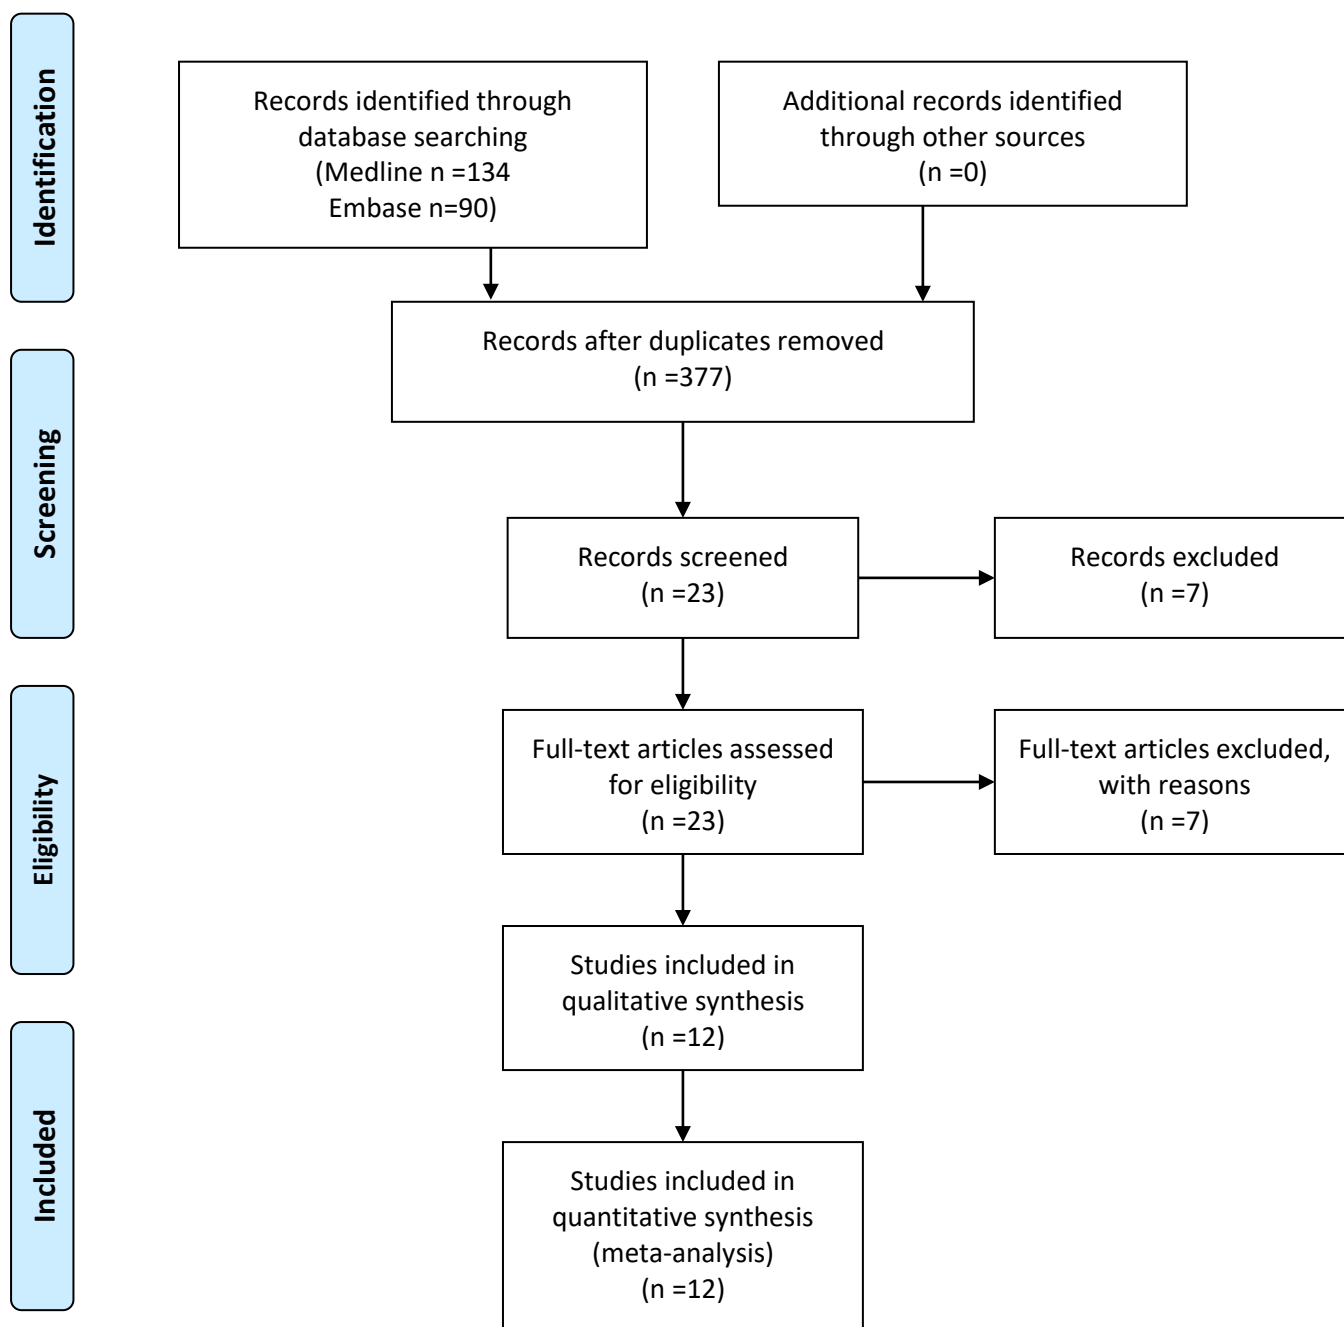 Identification
Records identified through
database searching
(Medline n =134
Embase n=90)
Additional records identified
through other sources
(n =0)
Records after duplicates removed
(n =377)
Screening
Records screened
(n =23)
Records excluded
(n =7)
Eligibility
Full-text articles assessed
for eligibility
(n =23)
Full-text articles excluded,
with reasons
(n =7)
Studies included in
qualitative synthesis
(n =12)
Included
Studies included in
quantitative synthesis
(meta-analysis)
(n =12)